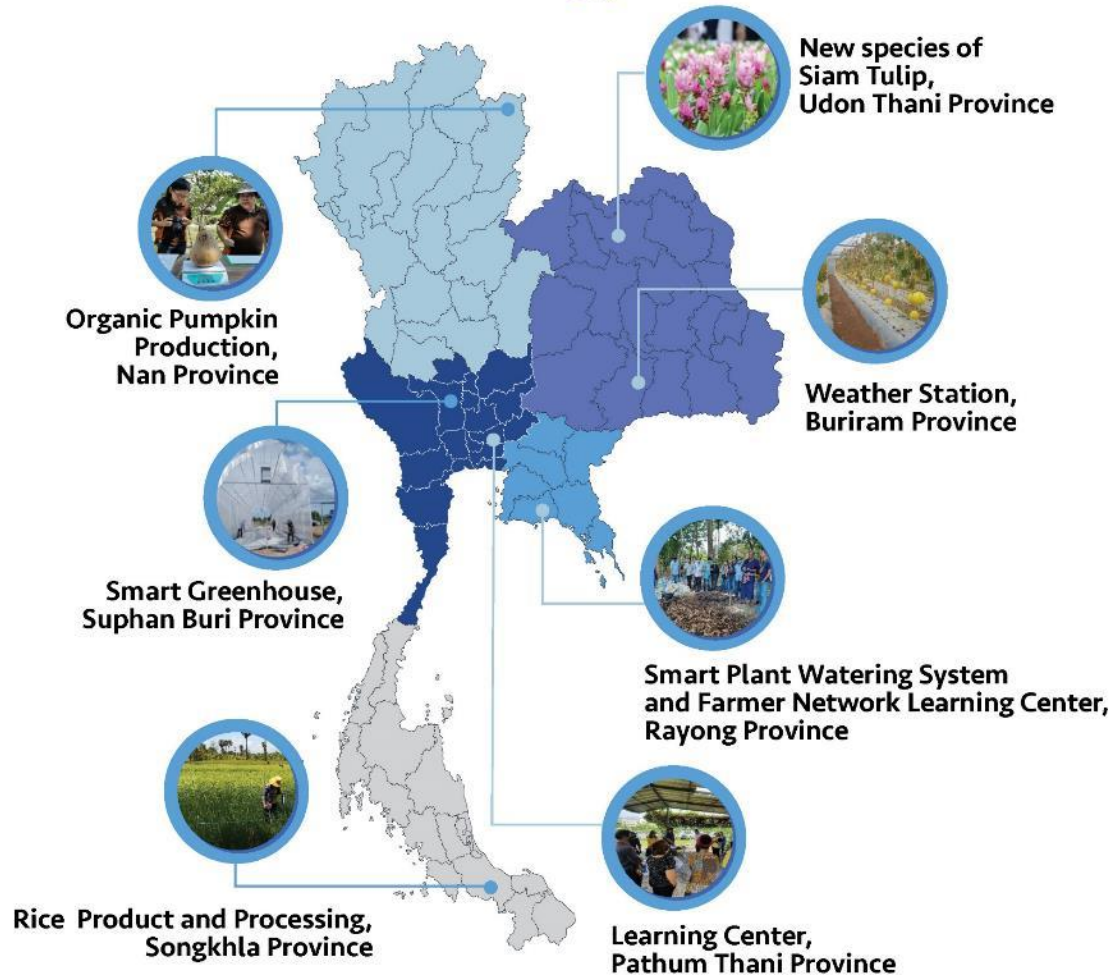 New species of
Siam Tulip,
Udon Thani Province
Organic Pumpkin
Production,
Nan Province
Weather Station,
Buriram Province
Smart Greenhouse,
Suphan Buri Province
Smart Plant Watering System
and Farmer Network Learning Center,
Rayong Province
Rice Product and Processing,
Songkhla Province
Learning Center,
Pathum Thani Province